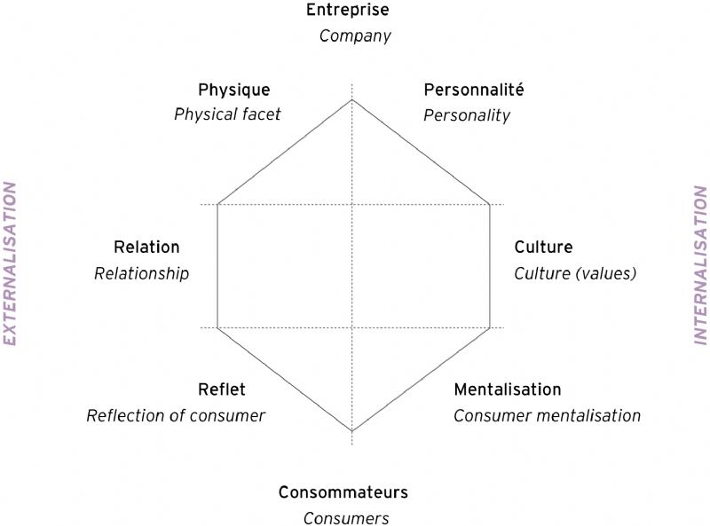 Entreprise
Company
Physique
Physical facet
Personnalité
Personality
EXTERNALISATION
Relation
Relationship
Culture
Culture (values)
INTERNALISATION
Reflet
Reflection of consumer
Mentalisation
Consumer mentalisation
Consommateurs
Consumers